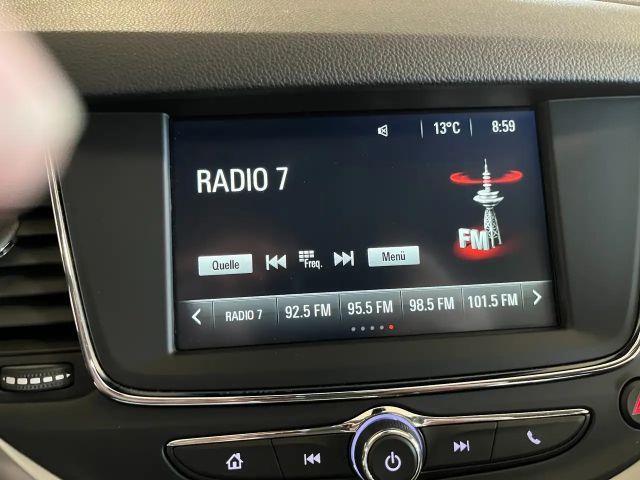 13°C 8:59
RADIO 7
FM
Quelle Freq. Menü
RADIO 7 92.5 FM 95.5 FM 98.5 FM 101.5 FM